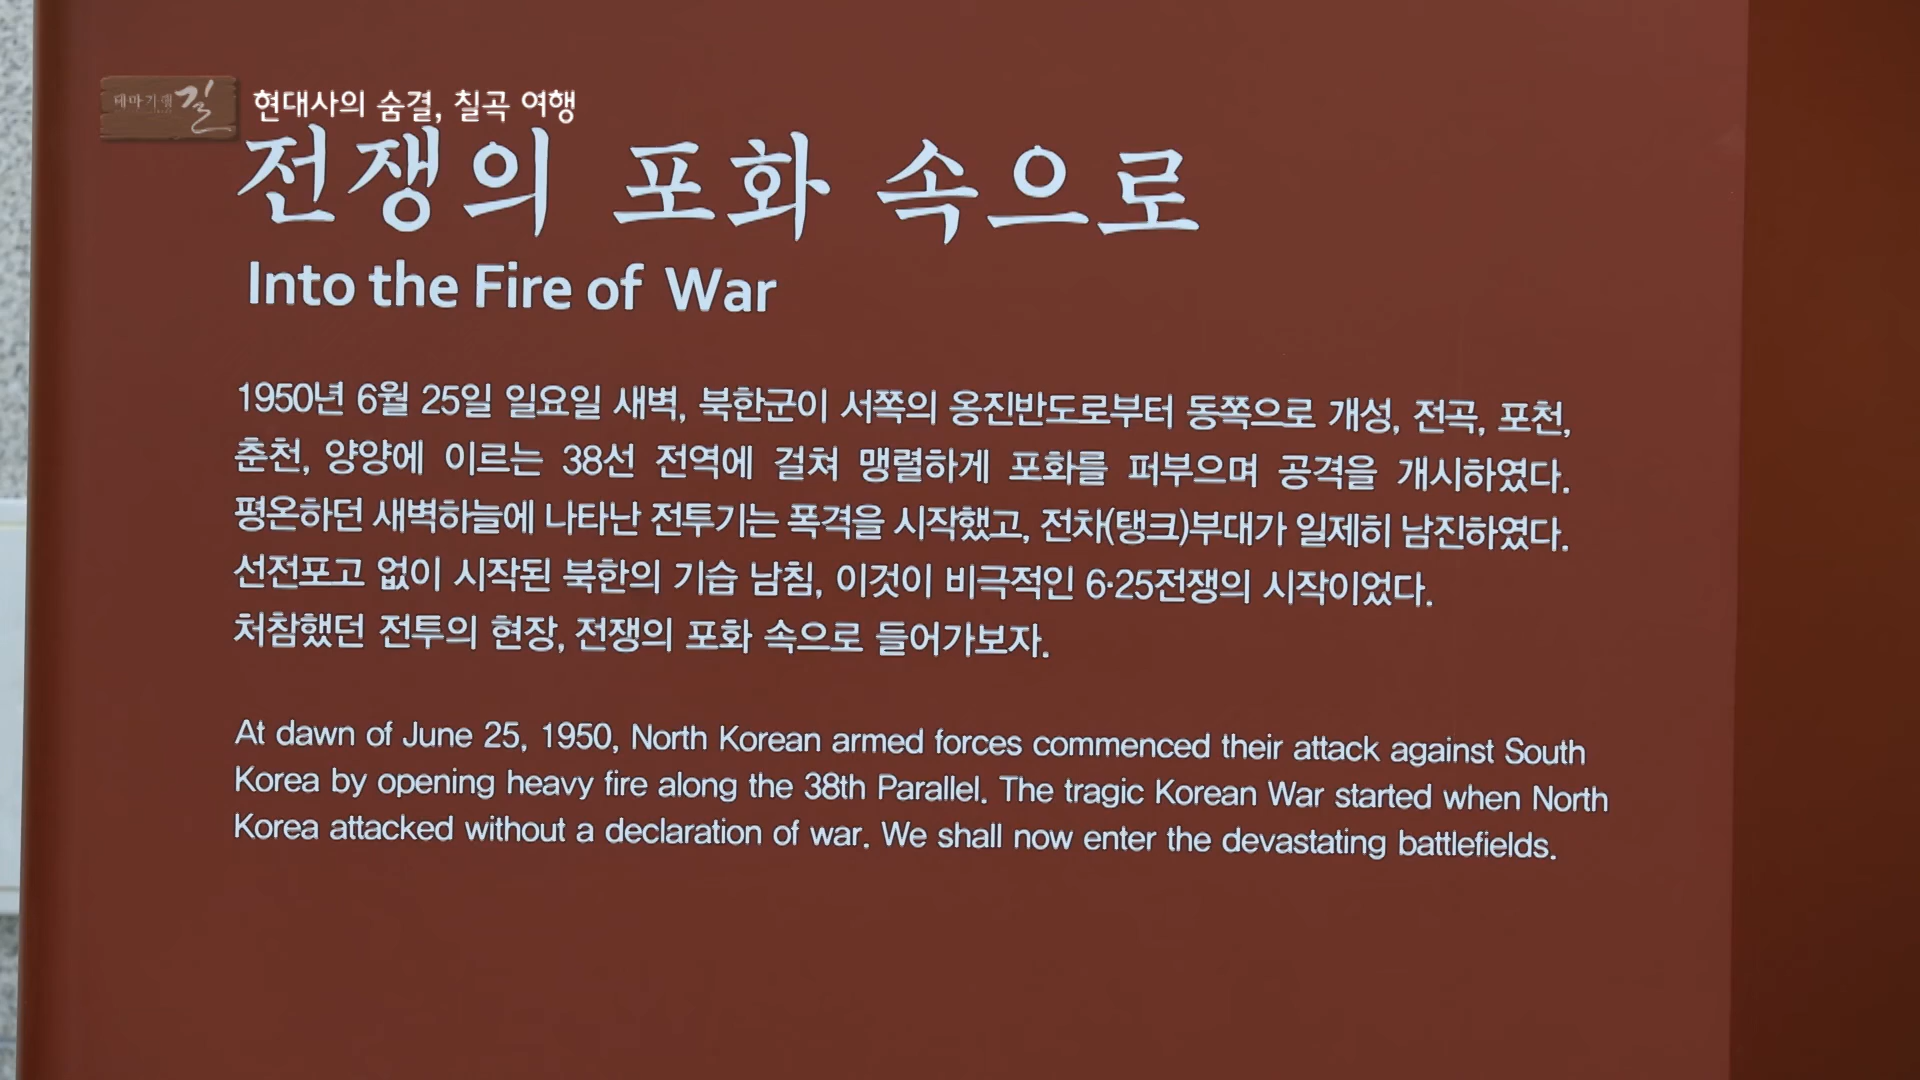 테마기행 길
현대사의 숨결, 칠곡 여행
전쟁의 포화 속으로
Into the Fire of War
1950년 6월 25일 일요일 새벽, 북한군이 서쪽의 옹진반도로부터 동쪽으로 개성, 전곡, 포천,
춘천, 양양에 이르는 38선 전역에 걸쳐 맹렬하게 포화를 퍼부으며 공격을 개시하였다.
평온하던 새벽하늘에 나타난 전투기는 폭격을 시작했고, 전차(탱크)부대가 일제히 남진하였다.
선전포고 없이 시작된 북한의 기습 남침, 이것이 비극적인 6·25전쟁의 시작이었다.
처참했던 전투의 현장, 전쟁의 포화 속으로 들어가보자.
At dawn of June 25, 1950, North Korean armed forces commenced their attack against South
Korea by opening heavy fire along the 38th Parallel. The tragic Korean War started when North
Korea attacked without a declaration of war. We shall now enter the devastating battlefields.